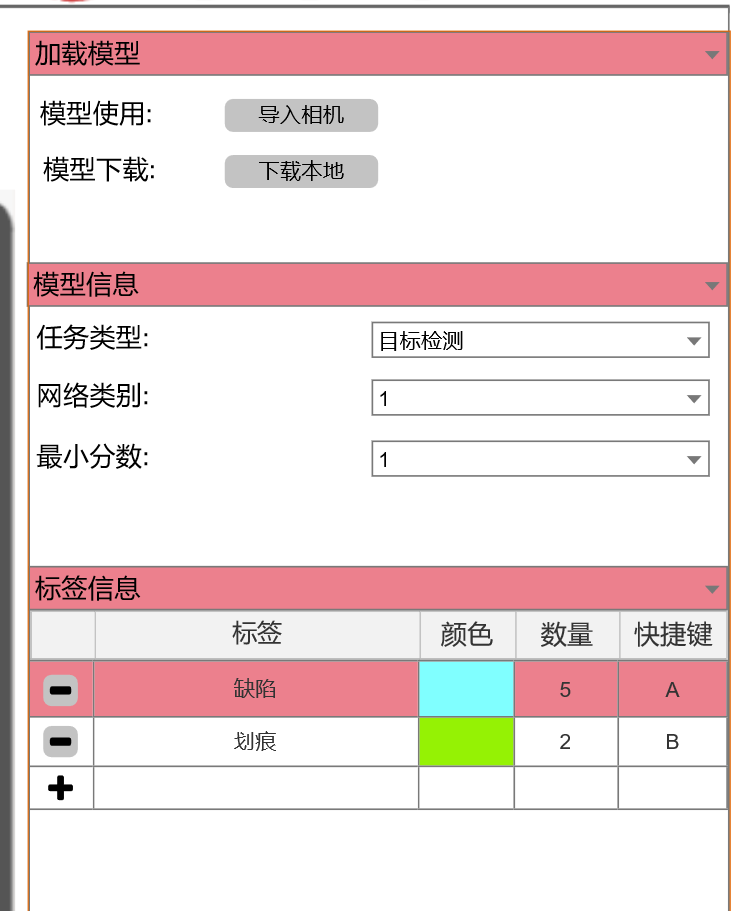 加载模型
模型使用: 导入相机
模型下载: 下载本地
模型信息
任务类型: 目标检测
网络类别: 1
最小分数: 1
标签信息
标签 颜色 数量 快捷键
缺陷 5 A
划痕 2 B